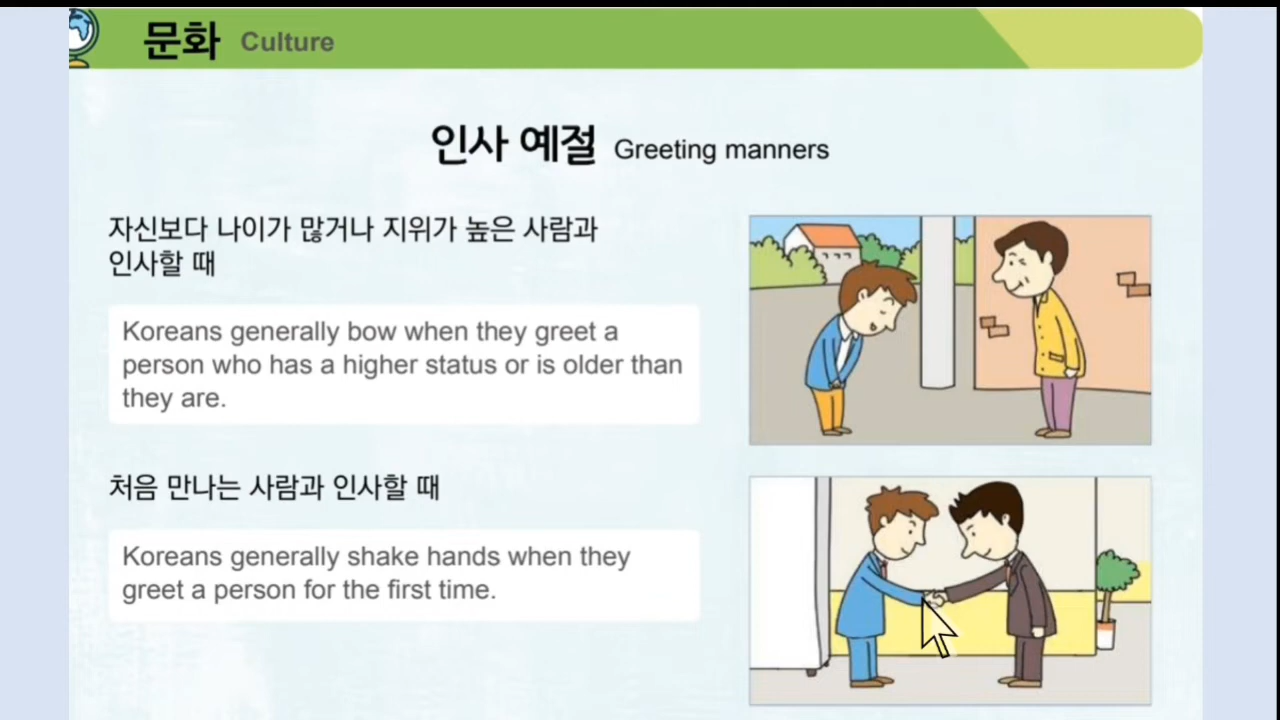 문화 Culture
인사 예절 Greeting manners
자신보다 나이가 많거나 지위가 높은 사람과
인사할 때
Koreans generally bow when they greet a
person who has a higher status or is older than
they are.
처음 만나는 사람과 인사할 때
Koreans generally shake hands when they
greet a person for the first time.